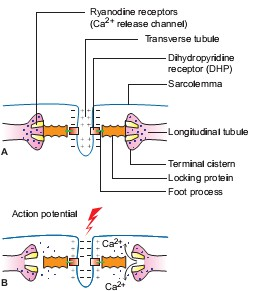 Ryanodine receptors
(Ca2+ release channel)
Transverse tubule
Dihydropyridine
receptor (DHP)
Sarcolemma
Longitudinal tubule
A
Terminal cistern
Locking protein
Foot process
Action potential
Ca2+
B
Ca2+